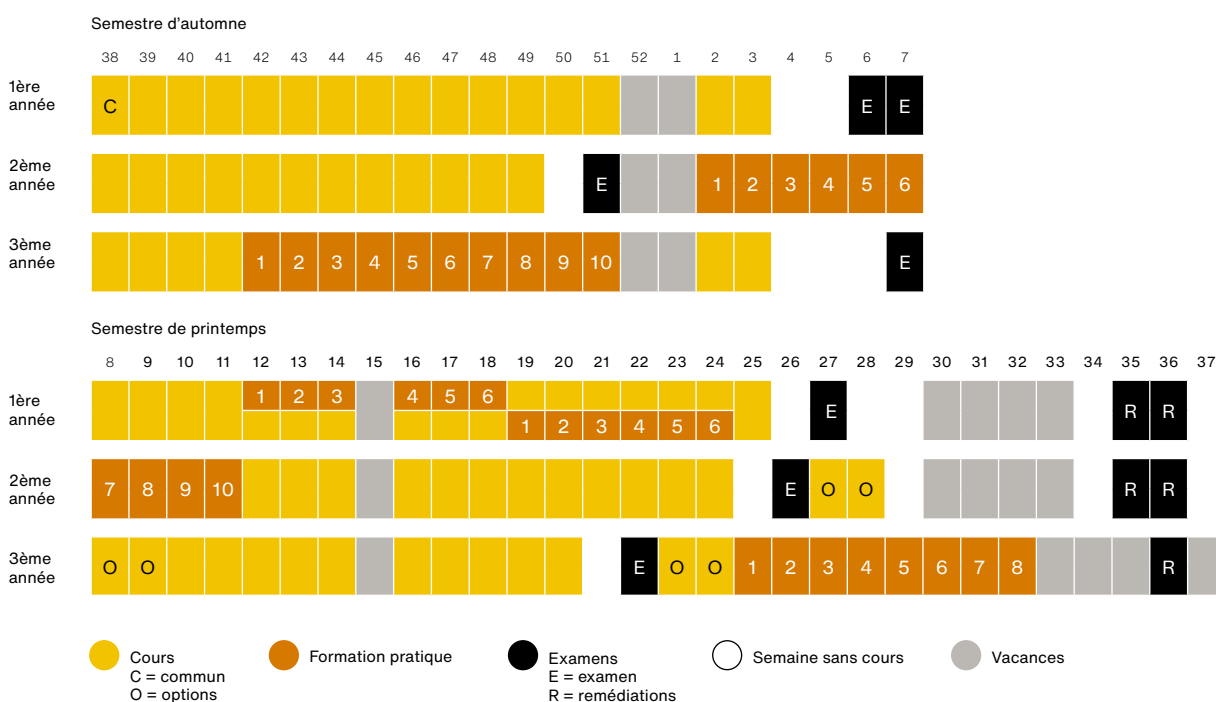 Semestre d'automne
38 39 40 41 42 43 44 45 46 47 48 49 50 51 52 1 2 3 4 5 6 7
1ère
année
C E E
2ème
année
E 1 2 3 4 5 6
3ème
année
1 2 3 4 5 6 7 8 9 10 E
Semestre de printemps
8 9 10 11 12 13 14 15 16 17 18 19 20 21 22 23 24 25 26 27 28 29 30 31 32 33 34 35 36 37
1ère
année
1 2 3 4 5 6
E R R
1 2 3 4 5 6
2ème
année
7 8 9 10 E O O R R
3ème
année
O O E O O 1 2 3 4 5 6 7 8 R
Cours
C = commun
O = options
Formation pratique
Examens
E = examen
R = remédiations
Semaine sans cours
Vacances